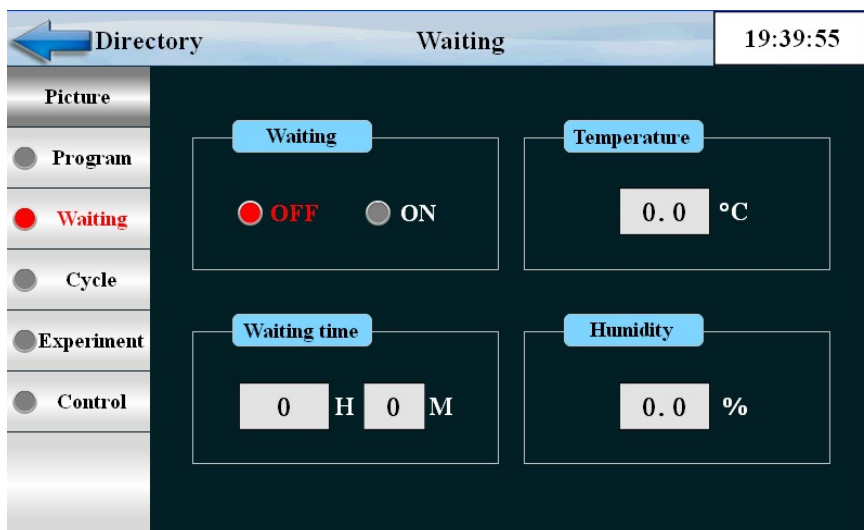 Directory Waiting 19:39:55
Picture
Program
Waiting
Cycle
Experiment
Control
Waiting
OFF ON
Temperature
0.0 °C
Waiting time
0 H 0 M
Humidity
0.0 %